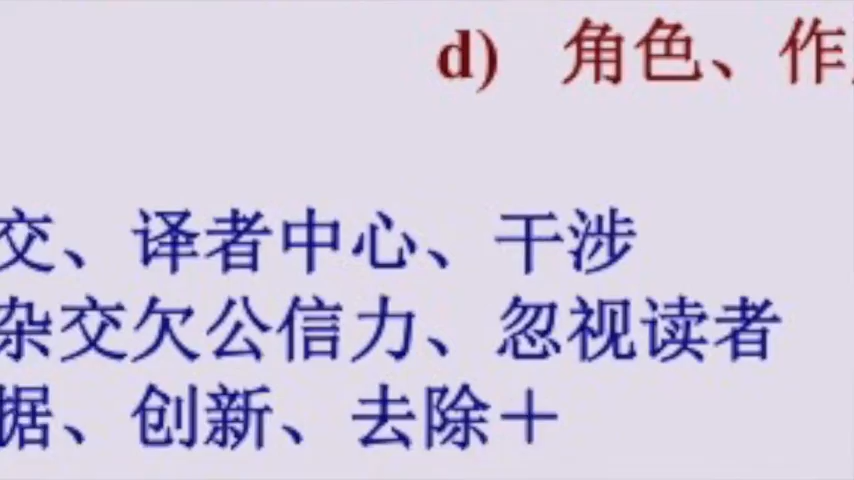 d) 角色、作
交、译者中心、干涉
杂交欠公信力、忽视读者
据、创新、去除＋